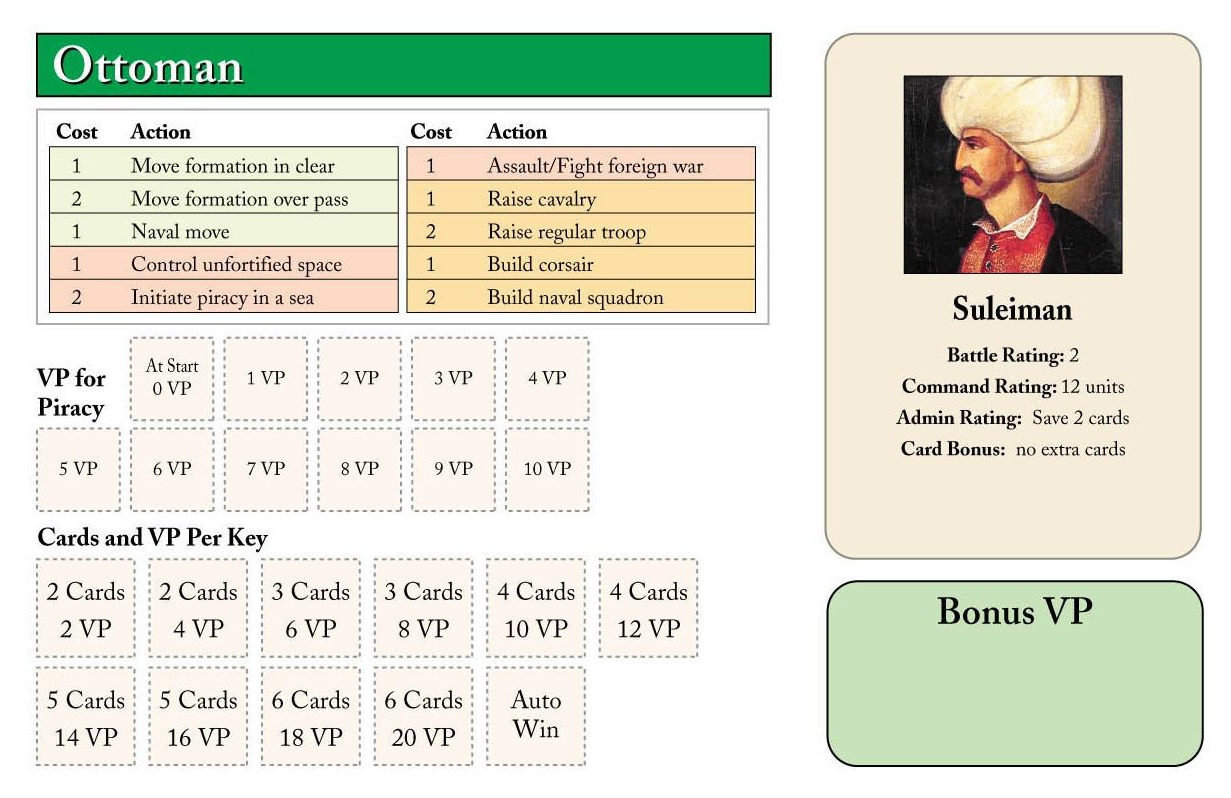 Ottoman
Cost Action Cost Action
1 Move formation in clear 1 Assault/Fight foreign war
2 Move formation over pass 1 Raise cavalry
1 Naval move 2 Raise regular troop
1 Control unfortified space 1 Build corsair
2 Initiate piracy in a sea 2 Build naval squadron
VP for
Piracy
At Start
0 VP 1 VP 2 VP 3 VP 4 VP
5 VP 6 VP 7 VP 8 VP 9 VP 10 VP
Cards and VP Per Key
2 Cards 2 Cards 3 Cards 3 Cards 4 Cards 4 Cards
2 VP 4 VP 6 VP 8 VP 10 VP 12 VP
5 Cards 5 Cards 6 Cards 6 Cards Auto
14 VP 16 VP 18 VP 20 VP Win
Suleiman
Battle Rating: 2
Command Rating: 12 units
Admin Rating: Save 2 cards
Card Bonus: no extra cards
Bonus VP